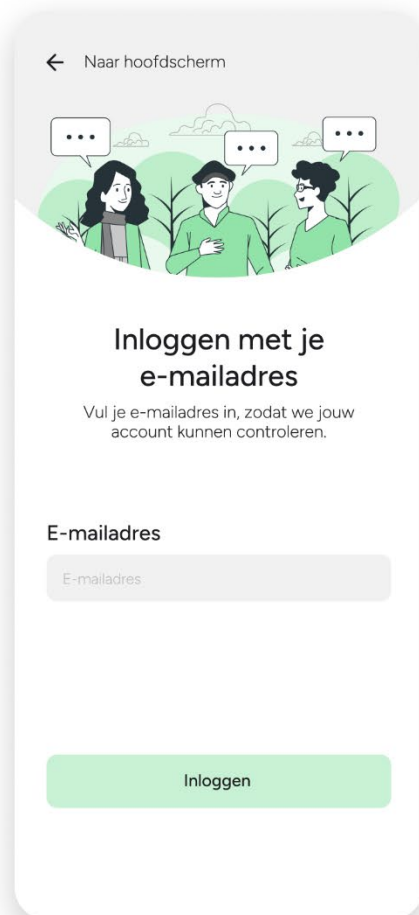 Naar hoofdscherm
Inloggen met je
e-mailadres
Vul je e-mailadres in, zodat we jouw
account kunnen controleren.
E-mailadres
E-mailadres
Inloggen